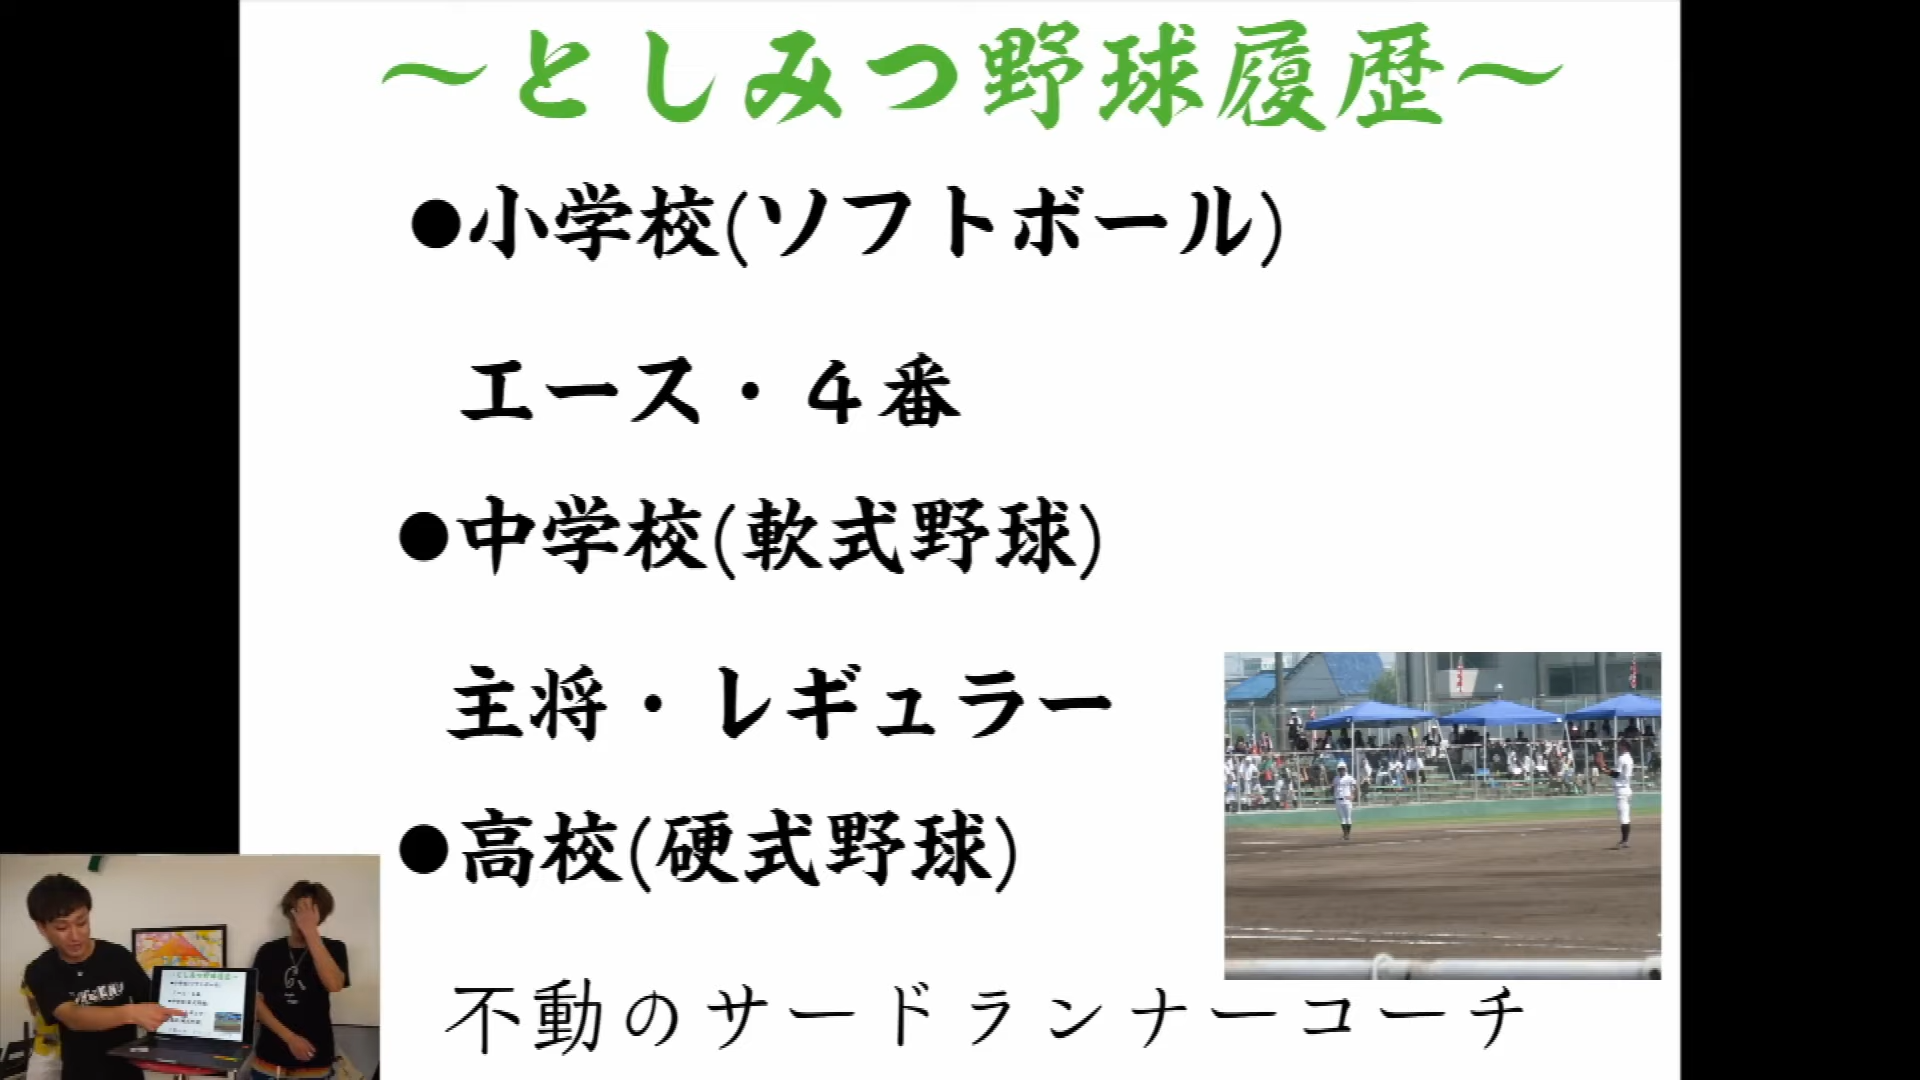 ～としみつ野球履歴～
●小学校(ソフトボール)
エース・４番
●中学校(軟式野球)
主将・レギュラー
●高校(硬式野球)
不動のサードランナーコーチ